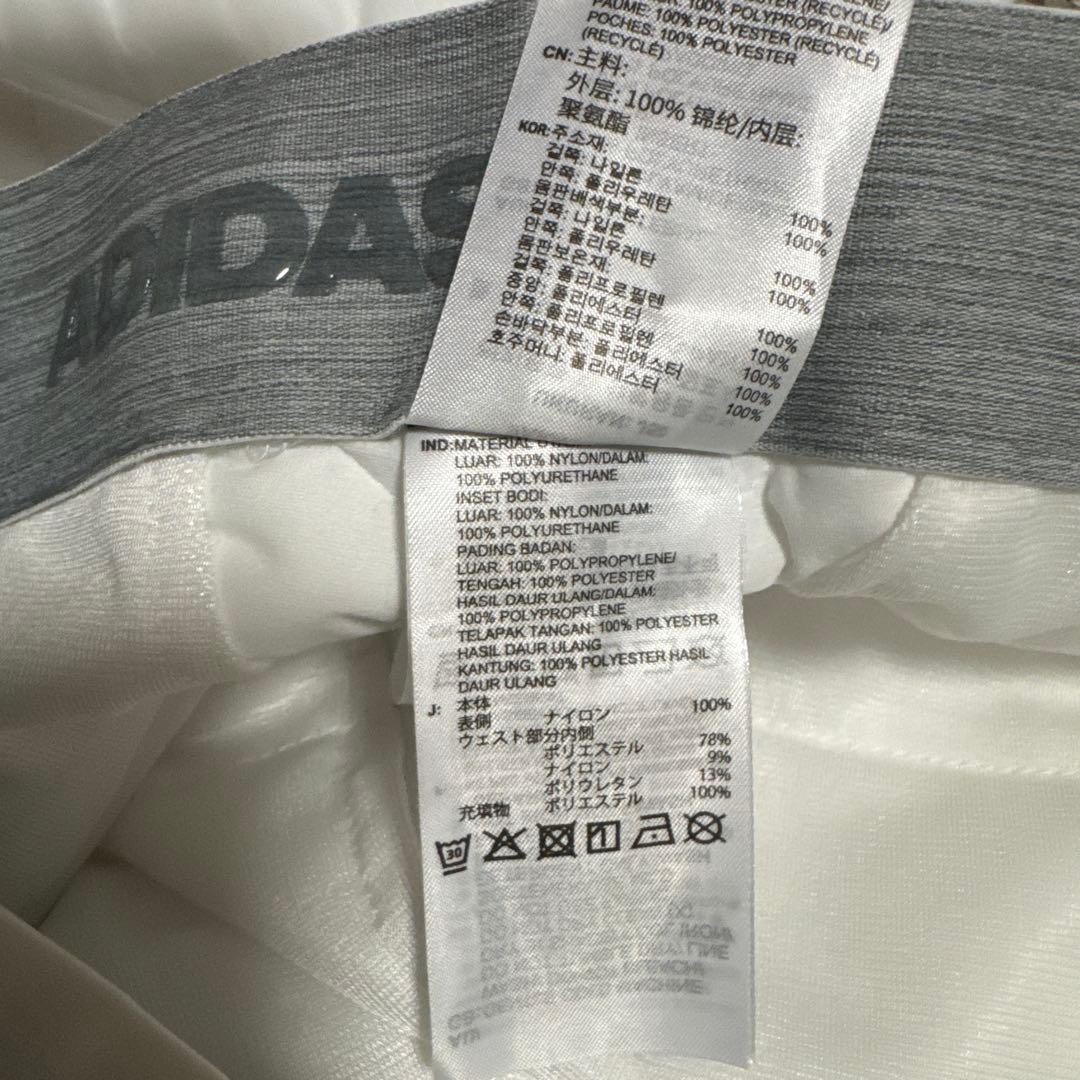 ADIDAS
PAUME: 100% POLYPROPYLENE
POCHES: 100% POLYESTER (RECYCLÉ)
(RECYCLÉ)
CN:主料:
外层: 100% 锦纶/内层:
聚氨酯
KOR:주소재.
겉쪽: 나일론 100%
안쪽: 폴리우레탄 100%
몸판배색부분.
겉쪽: 나일론 100%
안쪽: 폴리우레탄 100%
몸판보온재.
겉쪽: 폴리프로필렌 100%
중앙: 폴리에스터 100%
안쪽: 폴리프로필렌 100%
손바닥부분. 폴리에스터 100%
호주머니. 폴리에스터 100%
IND:MATERIAL
LUAR: 100% NYLON/DALAM:
100% POLYURETHANE
INSET BODI:
LUAR: 100% NYLON/DALAM:
100% POLYURETHANE
PADING BADAN:
LUAR: 100% POLYPROPYLENE/
TENGAH: 100% POLYESTER
HASIL DAUR ULANG/DALAM:
100% POLYPROPYLENE
TELAPAK TANGAN: 100% POLYESTER
HASIL DAUR ULANG
KANTUNG: 100% POLYESTER HASIL
DAUR ULANG
J: 本体
表側 ナイロン 100%
ウェスト部分内側
ポリエステル 78%
ナイロン 9%
ポリウレタン 13%
充填物 ポリエステル 100%
30